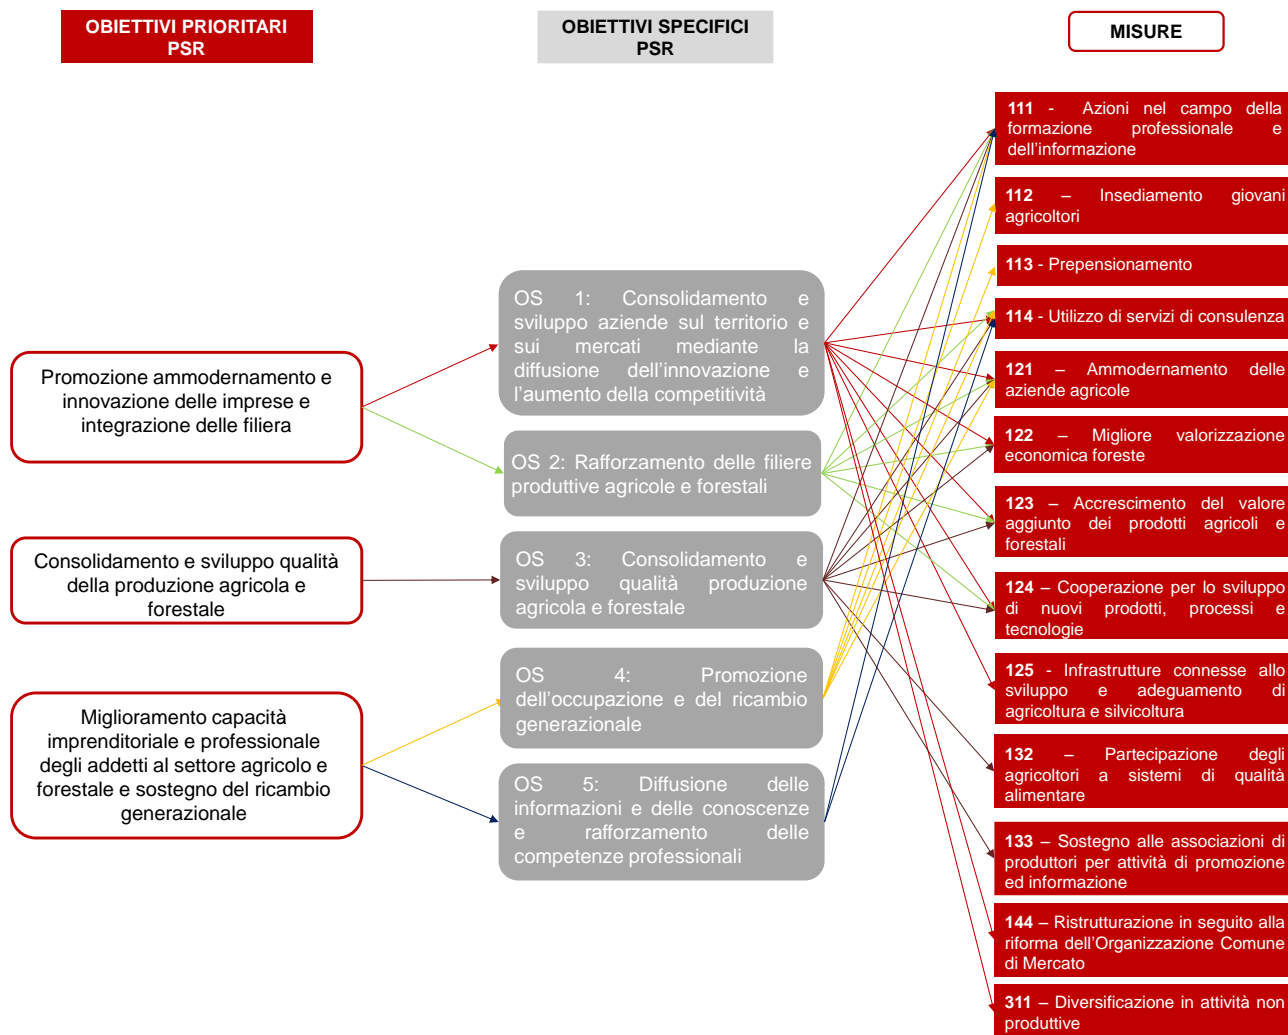 OBIETTIVI PRIORITARI
PSR
OBIETTIVI SPECIFICI
PSR
MISURE
Promozione ammodernamento e
innovazione delle imprese e
integrazione delle filiera
Consolidamento e sviluppo qualità
della produzione agricola e
forestale
Miglioramento capacità
imprenditoriale e professionale
degli addetti al settore agricolo e
forestale e sostegno del ricambio
generazionale
OS 1: Consolidamento e
sviluppo aziende sul territorio e
sui mercati mediante la
diffusione dell'innovazione e
l'aumento della competitività
OS 2: Rafforzamento delle filiere
produttive agricole e forestali
OS 3: Consolidamento e
sviluppo qualità produzione
agricola e forestale
OS 4: Promozione
dell'occupazione e del ricambio
generazionale
OS 5: Diffusione delle
informazioni e delle conoscenze
e rafforzamento delle
competenze professionali
111 - Azioni nel campo della
formazione professionale e
dell'informazione
112 – Insediamento giovani
agricoltori
113 - Prepensionamento
114 - Utilizzo di servizi di consulenza
121 – Ammodernamento delle
aziende agricole
122 – Migliore valorizzazione
economica foreste
123 – Accrescimento del valore
aggiunto dei prodotti agricoli e
forestali
124 – Cooperazione per lo sviluppo
di nuovi prodotti, processi e
tecnologie
125 - Infrastrutture connesse allo
sviluppo e adeguamento di
agricoltura e silvicoltura
132 – Partecipazione degli
agricoltori a sistemi di qualità
alimentare
133 – Sostegno alle associazioni di
produttori per attività di promozione
ed informazione
144 – Ristrutturazione in seguito alla
riforma dell'Organizzazione Comune
di Mercato
311 – Diversificazione in attività non
produttive